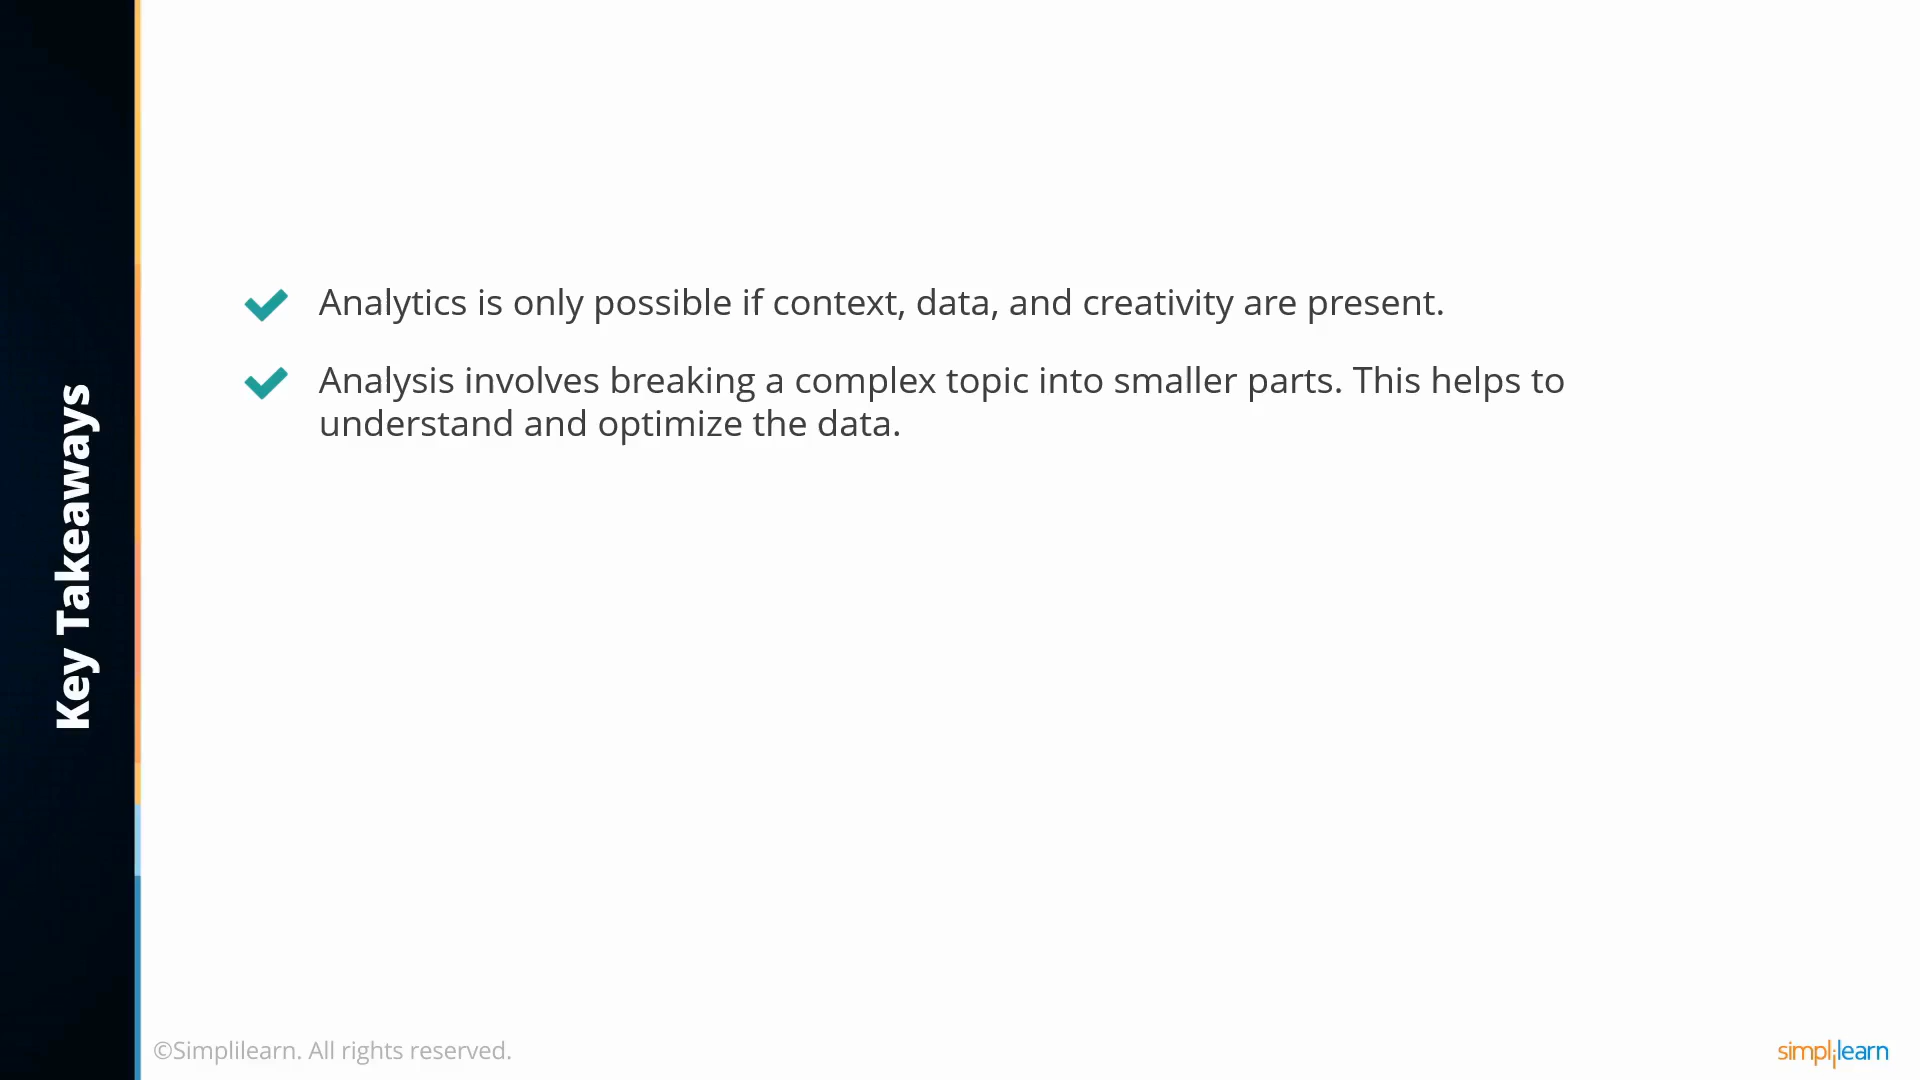 Key Takeaways
Analytics is only possible if context, data, and creativity are present.
Analysis involves breaking a complex topic into smaller parts. This helps to
understand and optimize the data.
©Simplilearn. All rights reserved.
simplilearn